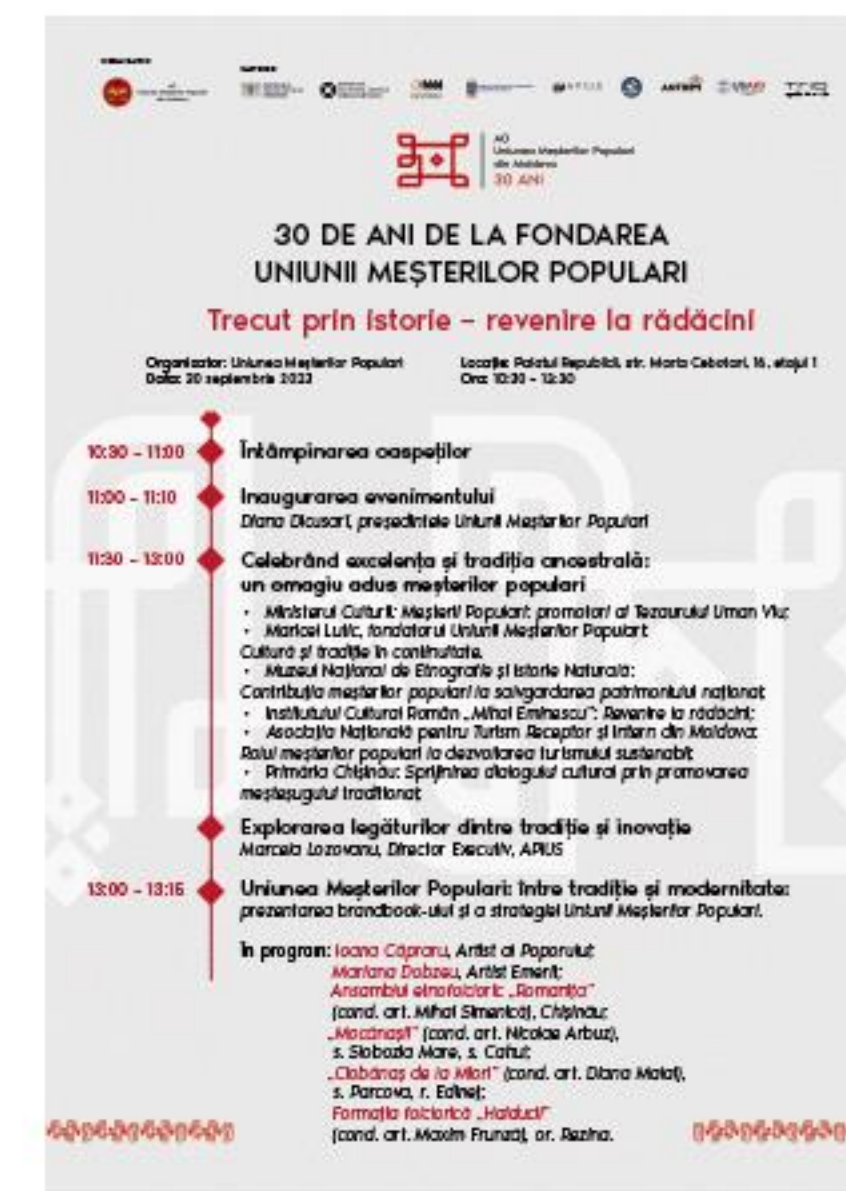 AO
Uniunea Meșterilor Populari
din Moldova
30 ANI
30 DE ANI DE LA FONDAREA
UNIUNII MEȘTERILOR POPULARI
Trecut prin istorie – revenire la rădăcini
Organizator: Uniunea Meșterilor Populari
Data: 20 septembrie 2023
Locație: Palatul Republicii, str. Maria Cebotari, 16, etajul 1
Ora: 10:30 – 13:30
10:30 – 11:00 Întâmpinarea oaspeților
11:00 – 11:10 Inaugurarea evenimentului
Diana Dicusarî, președintele Uniunii Meșterilor Populari
11:30 – 13:00 Celebrând excelența și tradiția ancestrală:
un omagiu adus meșterilor populari
• Ministerul Culturii: Meșterii Populari: promotori ai Tezaurului Uman Viu;
• Maricel Lutic, fondatorul Uniunii Meșterilor Populari:
Cultură și tradiție în continuitate.
• Muzeul Național de Etnografie și Istorie Naturală:
Contribuția meșterilor populari la salvgardarea patrimoniului național;
• Institutului Cultural Român „Mihai Eminescu”: Revenire la rădăcini;
• Asociația Națională pentru Turism Receptor și Intern din Moldova:
Rolul meșterilor populari la dezvoltarea turismului sustenabil;
• Primăria Chișinău: Sprijinirea dialogului cultural prin promovarea
meșteșugului tradițional;
Explorarea legăturilor dintre tradiție și inovație
Marcela Lozovanu, Director Executiv, APIUS
13:00 – 13:15 Uniunea Meșterilor Populari: între tradiție și modernitate:
prezentarea brandbook-ului și a strategiei Uniunii Meșterilor Populari.
În program: Ioana Căpraru, Artist al Poporului;
Mariana Dobzeu, Artist Emerit;
Ansamblul etnofolcloric „Romanița”
(cond. art. Mihai Simenică), Chișinău;
„Mocănașii” (cond. art. Nicolae Arbuz),
s. Slobozia Mare, s. Cahul;
„Ciobănaș de la Miori” (cond. art. Diana Malai),
s. Parcova, r. Edineț;
Formația folclorică „Haiducii”
(cond. art. Maxim Frunză), or. Rezina.